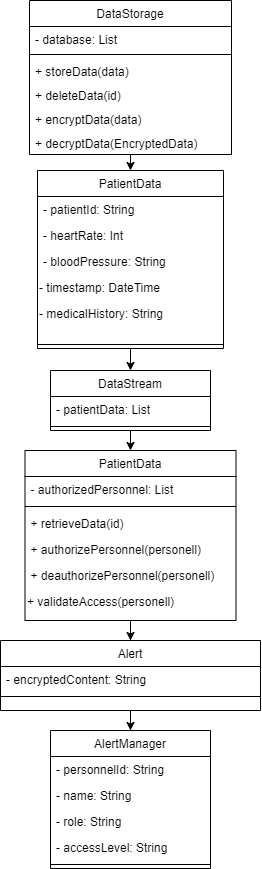 DataStorage
- database: List
+ storeData(data)
+ deleteData(id)
+ encryptData(data)
+ decryptData(EncryptedData)
PatientData
- patientId: String
- heartRate: Int
- bloodPressure: String
- timestamp: DateTime
- medicalHistory: String
DataStream
- patientData: List
PatientData
- authorizedPersonnel: List
+ retrieveData(id)
+ authorizePersonnel(personell)
+ deauthorizePersonnel(personell)
+ validateAccess(personell)
Alert
- encryptedContent: String
AlertManager
- personnelId: String
- name: String
- role: String
- accessLevel: String